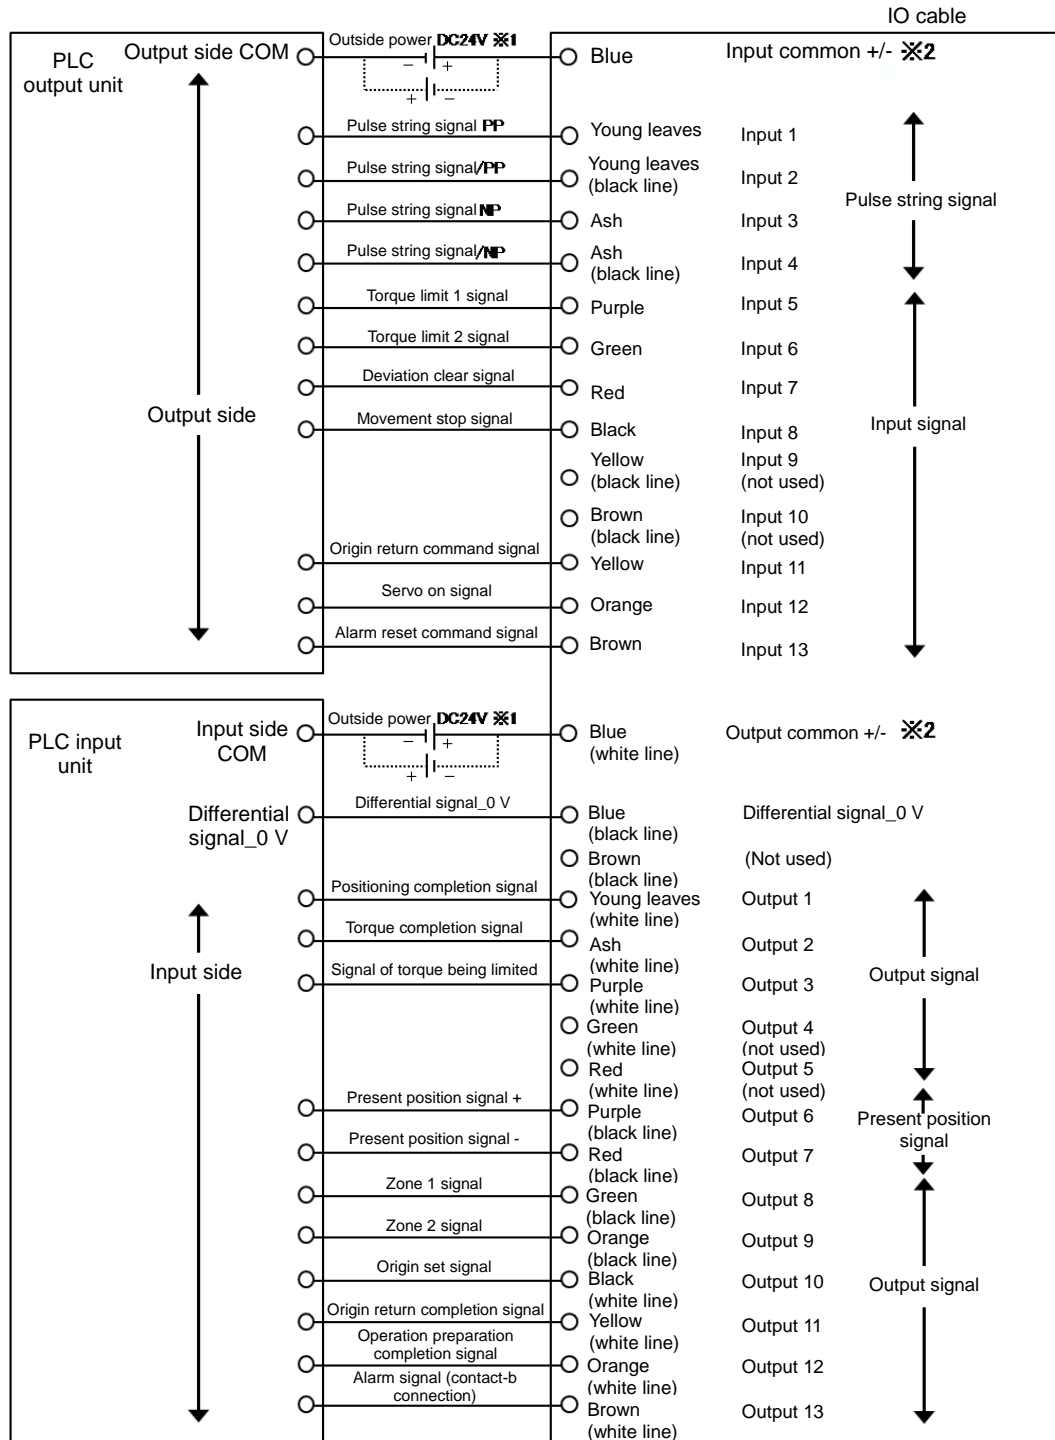 IO cable
PLC
output unit
Output side COM
Outside power DC24V ※1
− +
+ −
Blue
Input common +/- ※2
Pulse string signal PP
Young leaves
Input 1
Pulse string signal/PP
Young leaves
(black line)
Input 2
Pulse string signal
Pulse string signal NP
Ash
Input 3
Pulse string signal/NP
Ash
(black line)
Input 4
Torque limit 1 signal
Purple
Input 5
Torque limit 2 signal
Green
Input 6
Deviation clear signal
Red
Input 7
Output side
Movement stop signal
Black
Input 8
Input signal
Yellow
(black line)
Input 9
(not used)
Brown
(black line)
Input 10
(not used)
Origin return command signal
Yellow
Input 11
Servo on signal
Orange
Input 12
Alarm reset command signal
Brown
Input 13
PLC input
unit
Input side
COM
Outside power DC24V ※1
− +
+ −
Blue
(white line)
Output common +/- ※2
Differential
signal_0 V
Differential signal_0 V
Blue
(black line)
Differential signal_0 V
Brown
(black line)
(Not used)
Positioning completion signal
Young leaves
(white line)
Output 1
Torque completion signal
Ash
(white line)
Output 2
Input side
Signal of torque being limited
Purple
(white line)
Output 3
Output signal
Green
(white line)
Output 4
(not used)
Red
(white line)
Output 5
(not used)
Present position signal +
Purple
(black line)
Output 6
Present position
signal
Present position signal -
Red
(black line)
Output 7
Zone 1 signal
Green
(black line)
Output 8
Zone 2 signal
Orange
(black line)
Output 9
Origin set signal
Black
(white line)
Output 10
Output signal
Origin return completion signal
Yellow
(white line)
Output 11
Operation preparation
completion signal
Orange
(white line)
Output 12
Alarm signal (contact-b
connection)
Brown
(white line)
Output 13